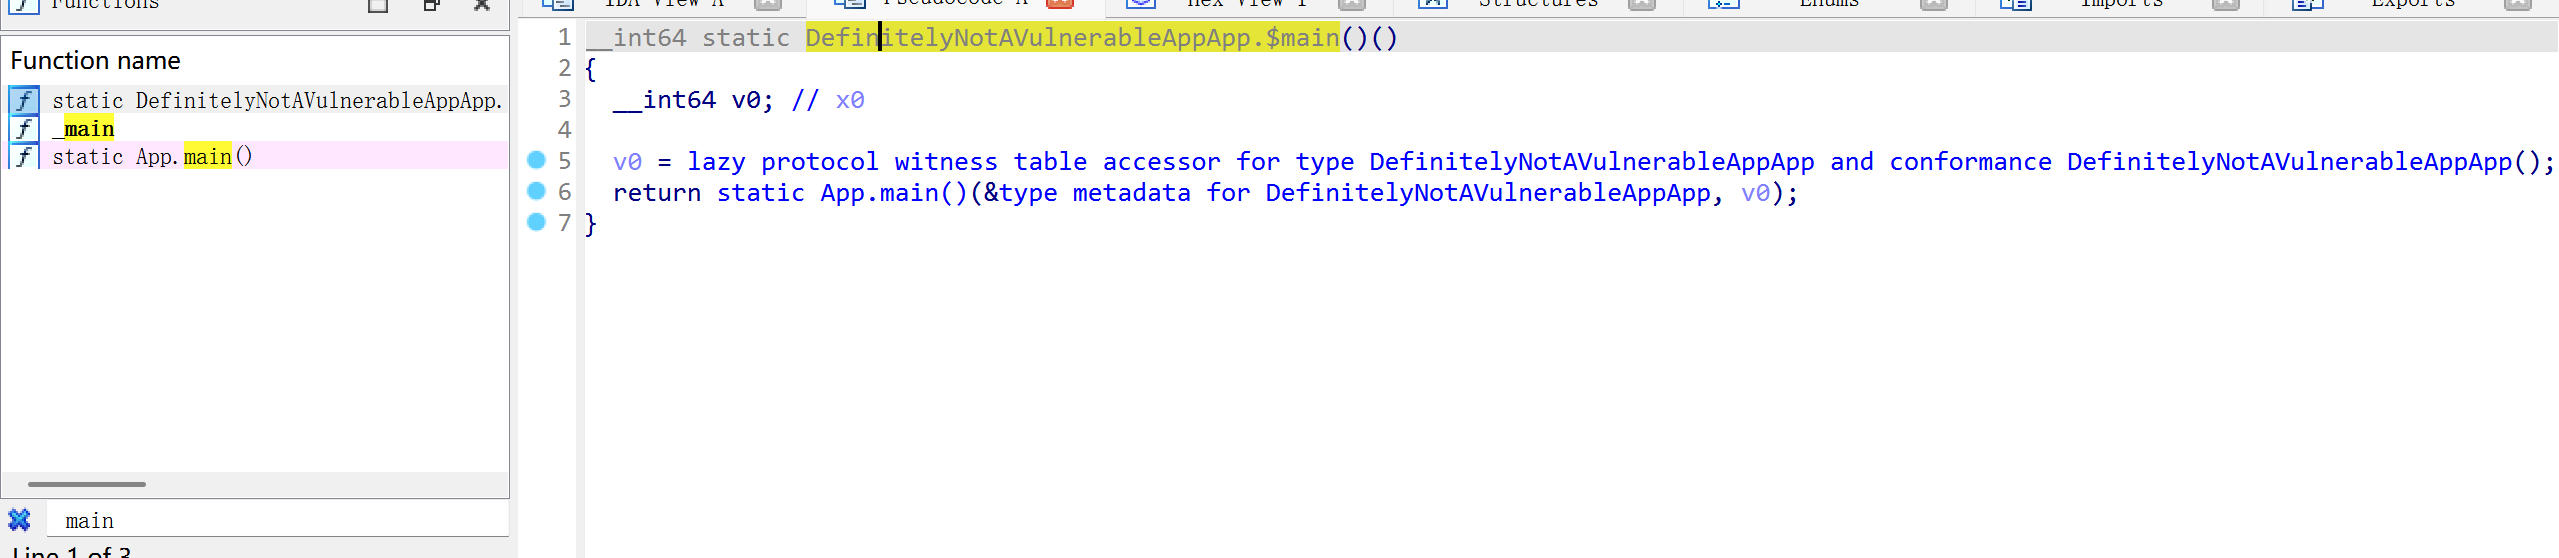 Functions
IDA View-A Pseudocode-A Hex View-1 Structures Enums Imports Exports
Function name
static DefinitelyNotAVulnerableAppApp.
_main
static App.main()
main
Line 1 of 3
1 __int64 static DefinitelyNotAVulnerableAppApp.$main()()
2 {
3 __int64 v0; // x0
4
5 v0 = lazy protocol witness table accessor for type DefinitelyNotAVulnerableAppApp and conformance DefinitelyNotAVulnerableAppApp();
6 return static App.main()(&type metadata for DefinitelyNotAVulnerableAppApp, v0);
7 }